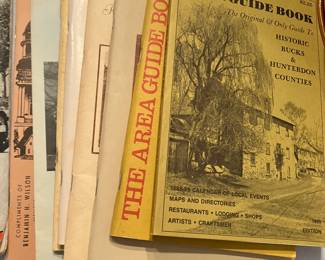 COMPLIMENTS OF
BENJAMIN H. WILSON
THE AREA GUIDE BO
GUIDE BOOK
The Original & Only Guide To
HISTORIC
BUCKS &
HUNTERDON
COUNTIES
CALENDAR OF LOCAL EVENTS
MAPS AND DIRECTORIES
RESTAURANTS • LODGING • SHOPS
ARTISTS • CRAFTSMEN
EDITION